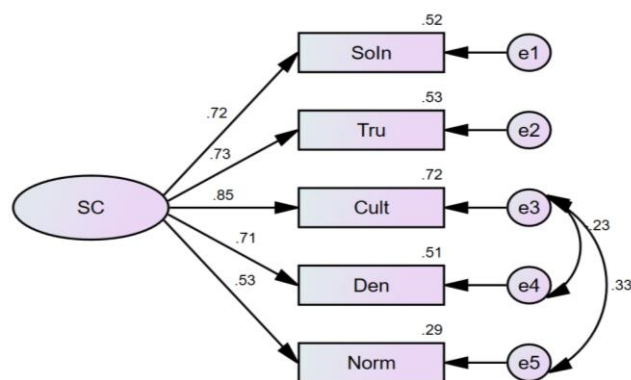 .52
SoIn
e1
.72
.53
Tru
e2
.73
.72
SC
.85
Cult
e3
.23
.71
.51
Den
e4
.33
.53
.29
Norm
e5